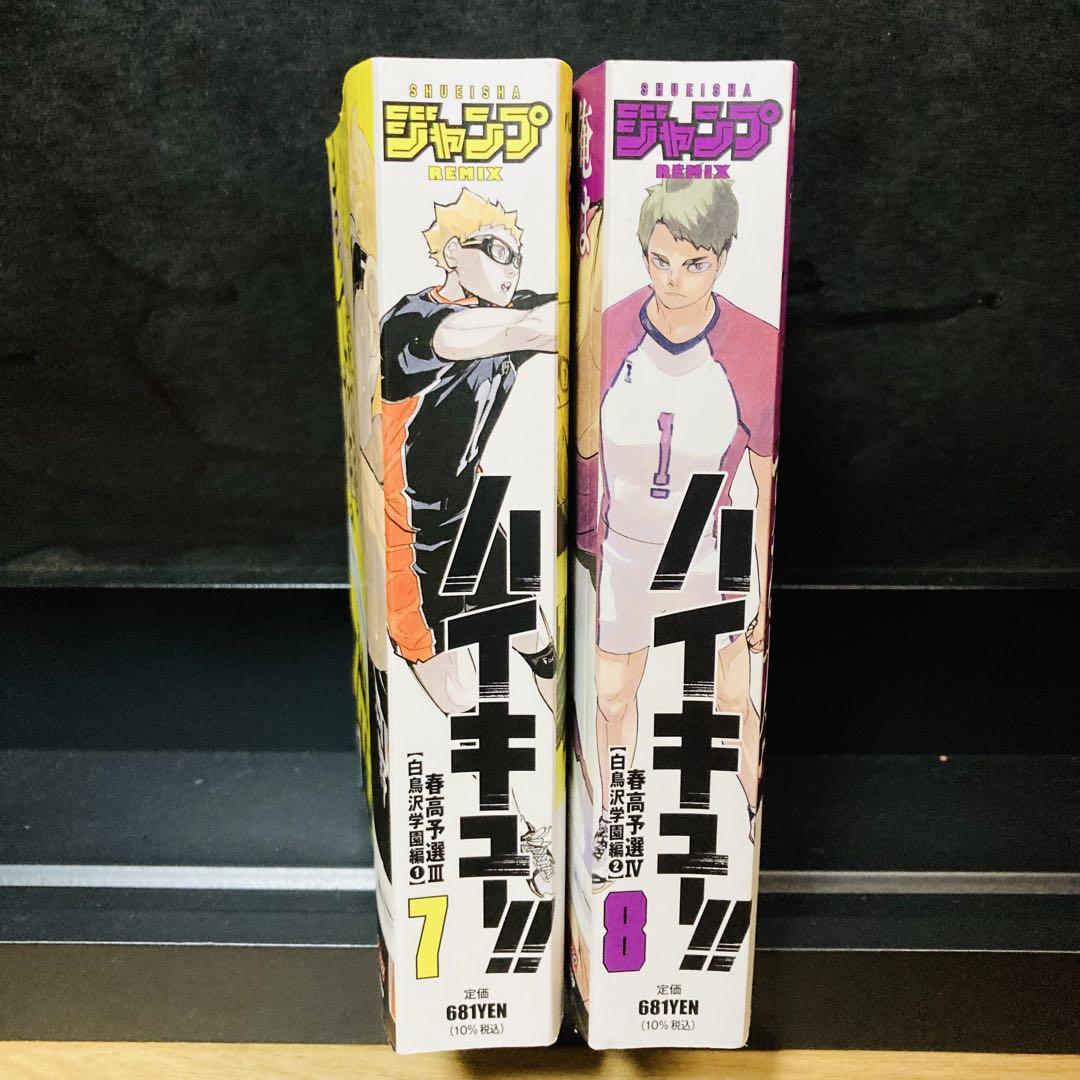 SHUEISHA
ジャンプ
REMIX
ハイキュー!!
春高予選Ⅲ
【白鳥沢学園編❶】
7
定価
681YEN
(10%税込)
SHUEISHA
ジャンプ
REMIX
1
ハイキュー!!
春高予選Ⅳ
【白鳥沢学園編❷】
8
定価
681YEN
(10%税込)